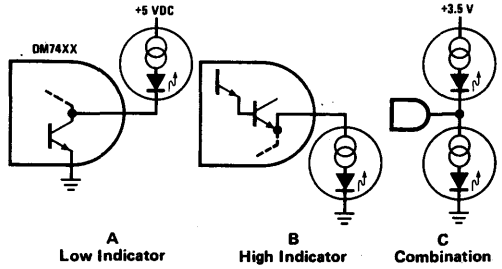 +5 VDC
DM74XX
A
Low Indicator
B
High Indicator
+3.5 V
C
Combination